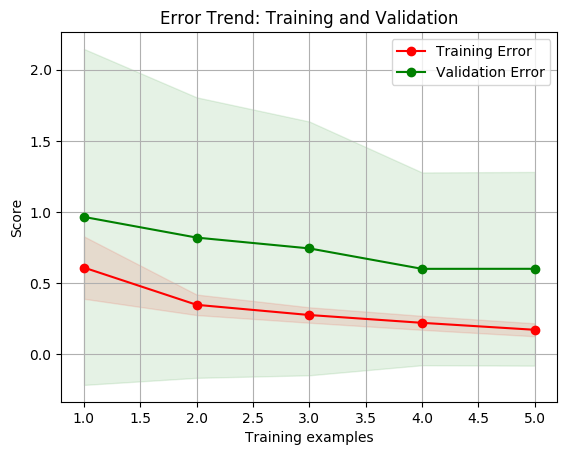 Error Trend: Training and Validation
Training Error
Validation Error
Score
2.0
1.5
1.0
0.5
0.0
1.0 1.5 2.0 2.5 3.0 3.5 4.0 4.5 5.0
Training examples